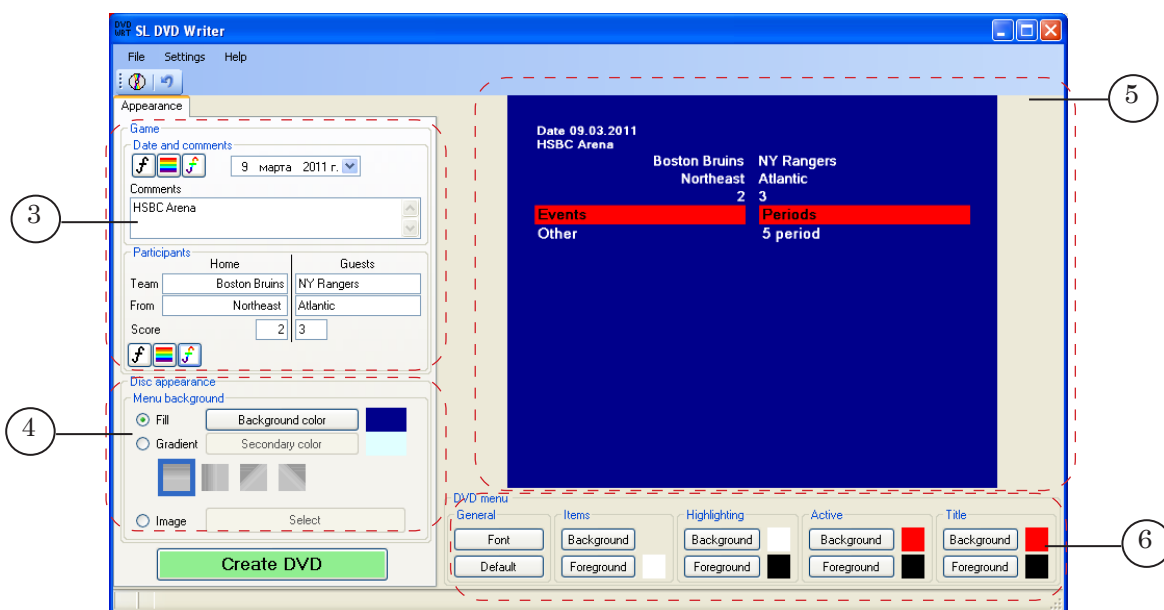 DVD WRT SL DVD Writer
File Settings Help
Appearance
Game
Date and comments
f f 9 марта 2011 г.
Comments
HSBC Arena
Participants
Home Guests
Team Boston Bruins NY Rangers
From Northeast Atlantic
Score 2 3
f f
Disc appearance
Menu background
Fill Background color
Gradient Secondary color
Image Select
Create DVD
Date 09.03.2011
HSBC Arena
Boston Bruins NY Rangers
Northeast Atlantic
2 3
Events Periods
Other 5 period
DVD menu
General Items Highlighting Active Title
Font Background Background Background Background
Default Foreground Foreground Foreground Foreground
3
4
5
6